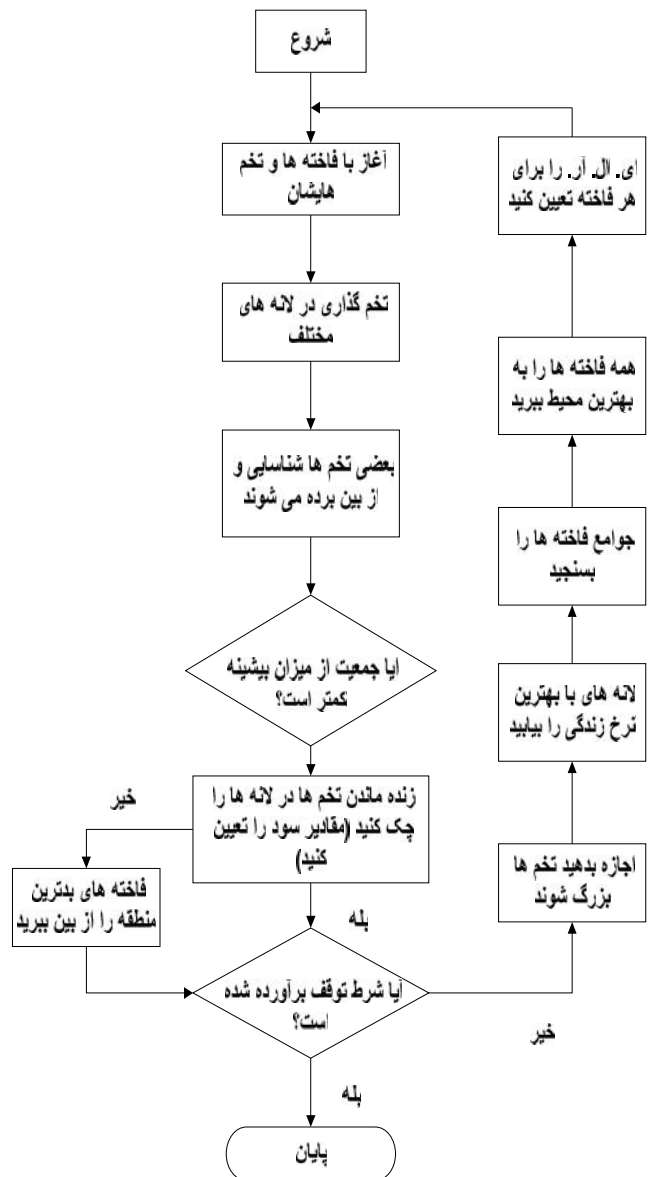 شروع
آغاز با فاخته ها و تخم
هایشان
تخم گذاری در لانه های
مختلف
بعضی تخم ها شناسایی و
از بین برده می شوند
ایا جمعیت از میزان بیشینه
کمتر است؟
زنده ماندن تخم ها در لانه ها را
چک کنید (مقادیر سود را تعیین
کنید)
خیر
فاخته های بدترین
منطقه را از بین ببرید
بله
آیا شرط توقف برآورده شده
است؟
بله
پایان
خیر
اجازه بدهید تخم ها
بزرگ شوند
لانه های با بهترین
نرخ زندگی را بیابید
جوامع فاخته ها را
بسنجید
همه فاخته ها را به
بهترین محیط ببرید
ای. ال. آر. را برای
هر فاخته تعیین کنید